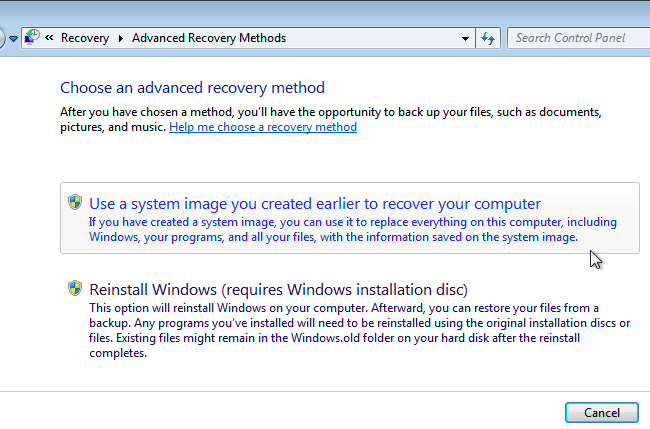 « Recovery ▸ Advanced Recovery Methods Search Control Panel
Choose an advanced recovery method
After you have chosen a method, you'll have the opportunity to back up your files, such as documents,
pictures, and music. Help me choose a recovery method
Use a system image you created earlier to recover your computer
If you have created a system image, you can use it to replace everything on this computer, including
Windows, your programs, and all your files, with the information saved on the system image.
Reinstall Windows (requires Windows installation disc)
This option will reinstall Windows on your computer. Afterward, you can restore your files from a
backup. Any programs you've installed will need to be reinstalled using the original installation discs or
files. Existing files might remain in the Windows.old folder on your hard disk after the reinstall
completes.
Cancel